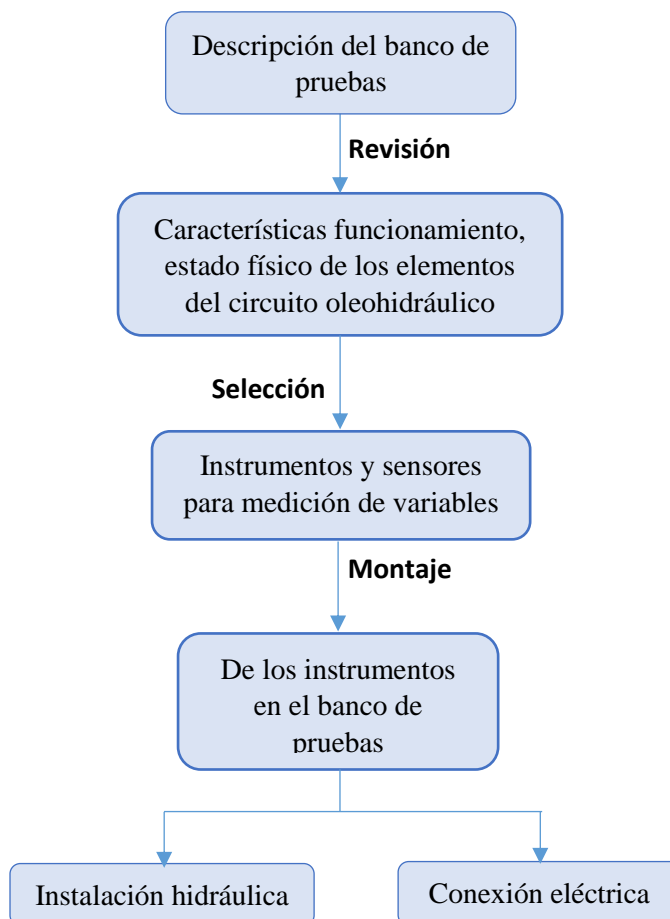 Descripción del banco de
pruebas
Revisión
Características funcionamiento,
estado físico de los elementos
del circuito oleohidráulico
Selección
Instrumentos y sensores
para medición de variables
Montaje
De los instrumentos
en el banco de
pruebas
Instalación hidráulica
Conexión eléctrica